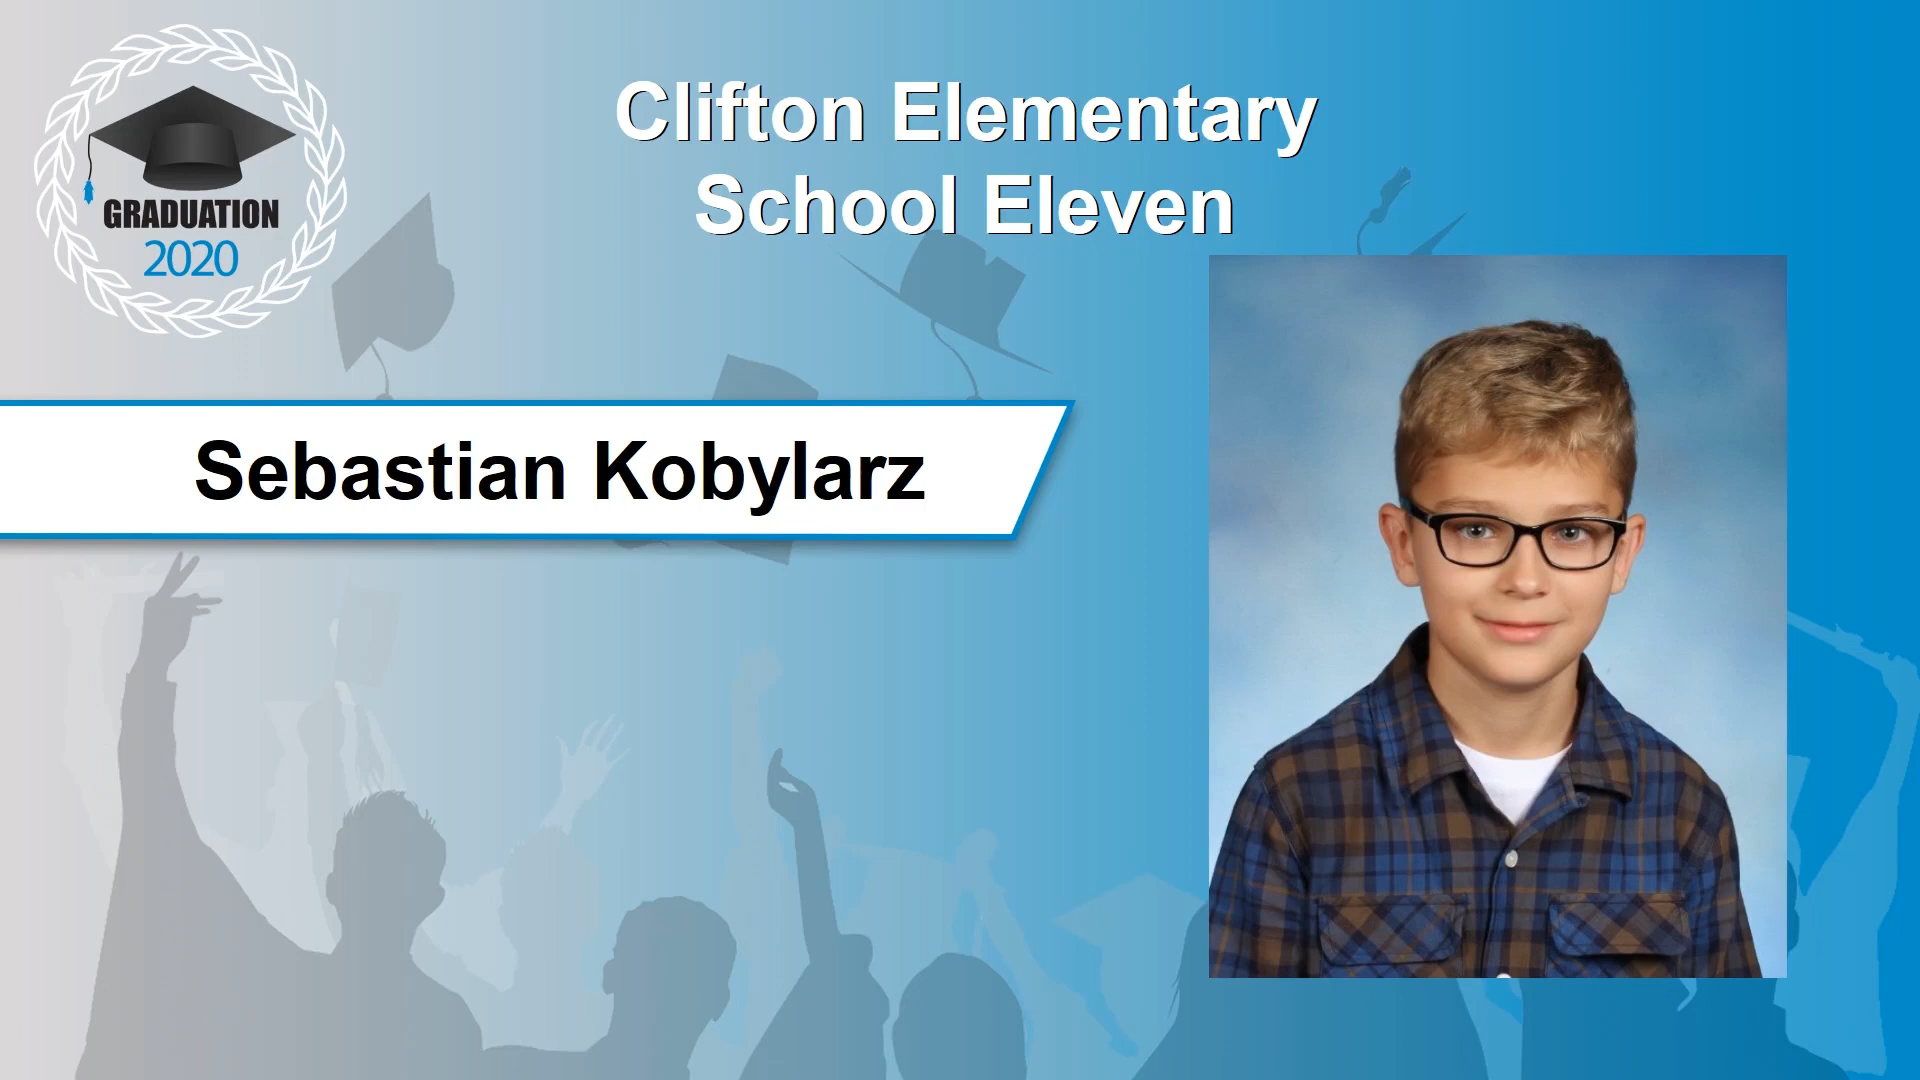 GRADUATION
2020
Clifton Elementary
School Eleven
Sebastian Kobylarz